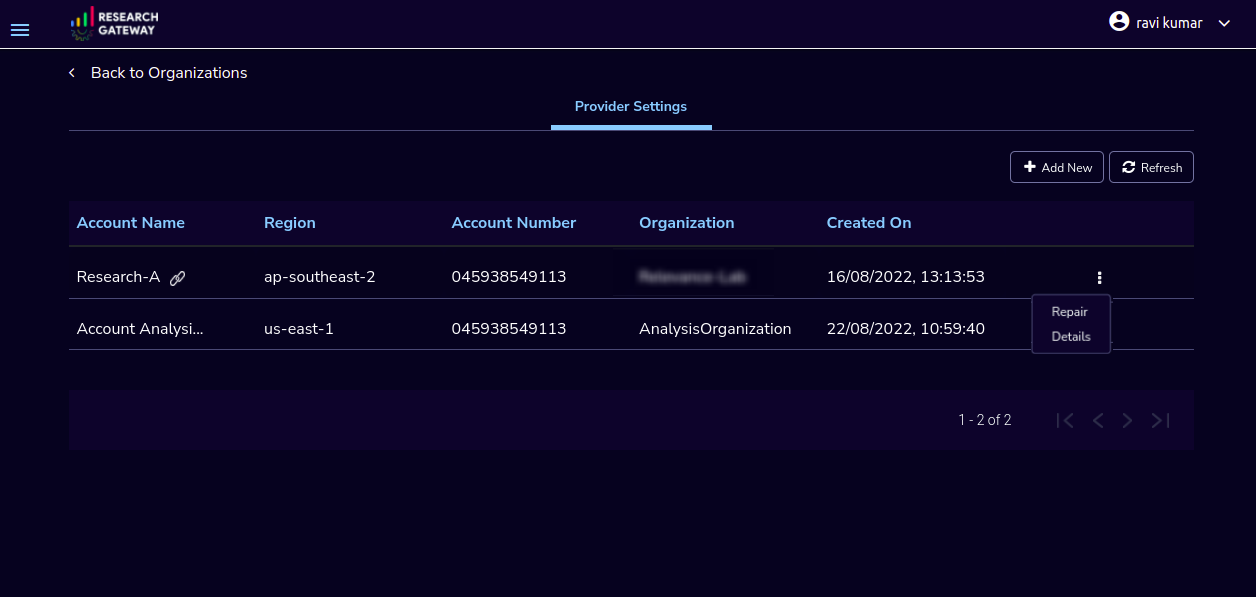 RESEARCH
GATEWAY
ravi kumar
Back to Organizations
Provider Settings
Add New
Refresh
Account Name Region Account Number Organization Created On
Research-A ap-southeast-2 045938549113 16/08/2022, 13:13:53
Account Analysi... us-east-1 045938549113 AnalysisOrganization 22/08/2022, 10:59:40
Repair
Details
1 - 2 of 2